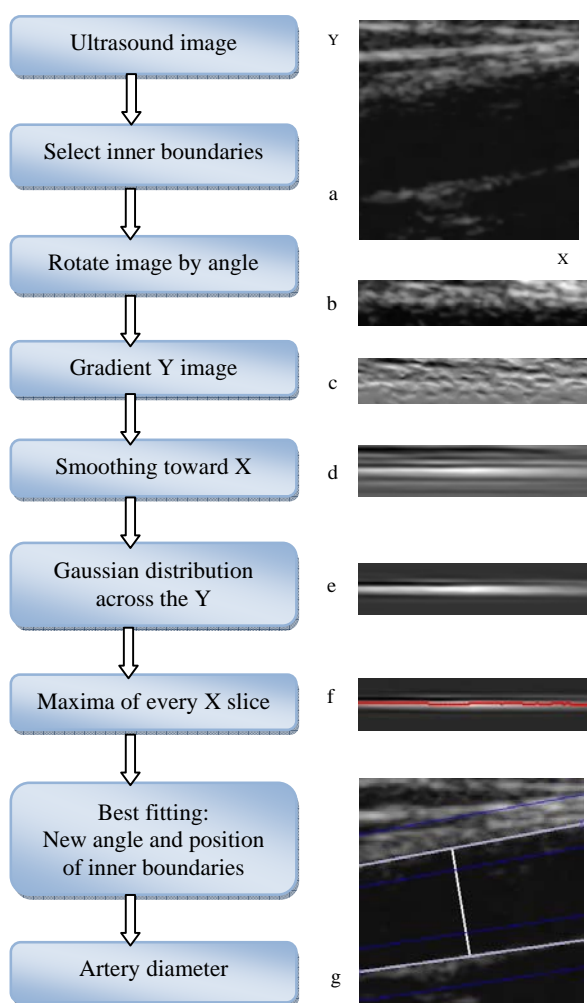 Ultrasound image
Y
Select inner boundaries
a
Rotate image by angle
X
b
Gradient Y image
c
Smoothing toward X
d
Gaussian distribution
across the Y
e
Maxima of every X slice
f
Best fitting:
New angle and position
of inner boundaries
Artery diameter
g